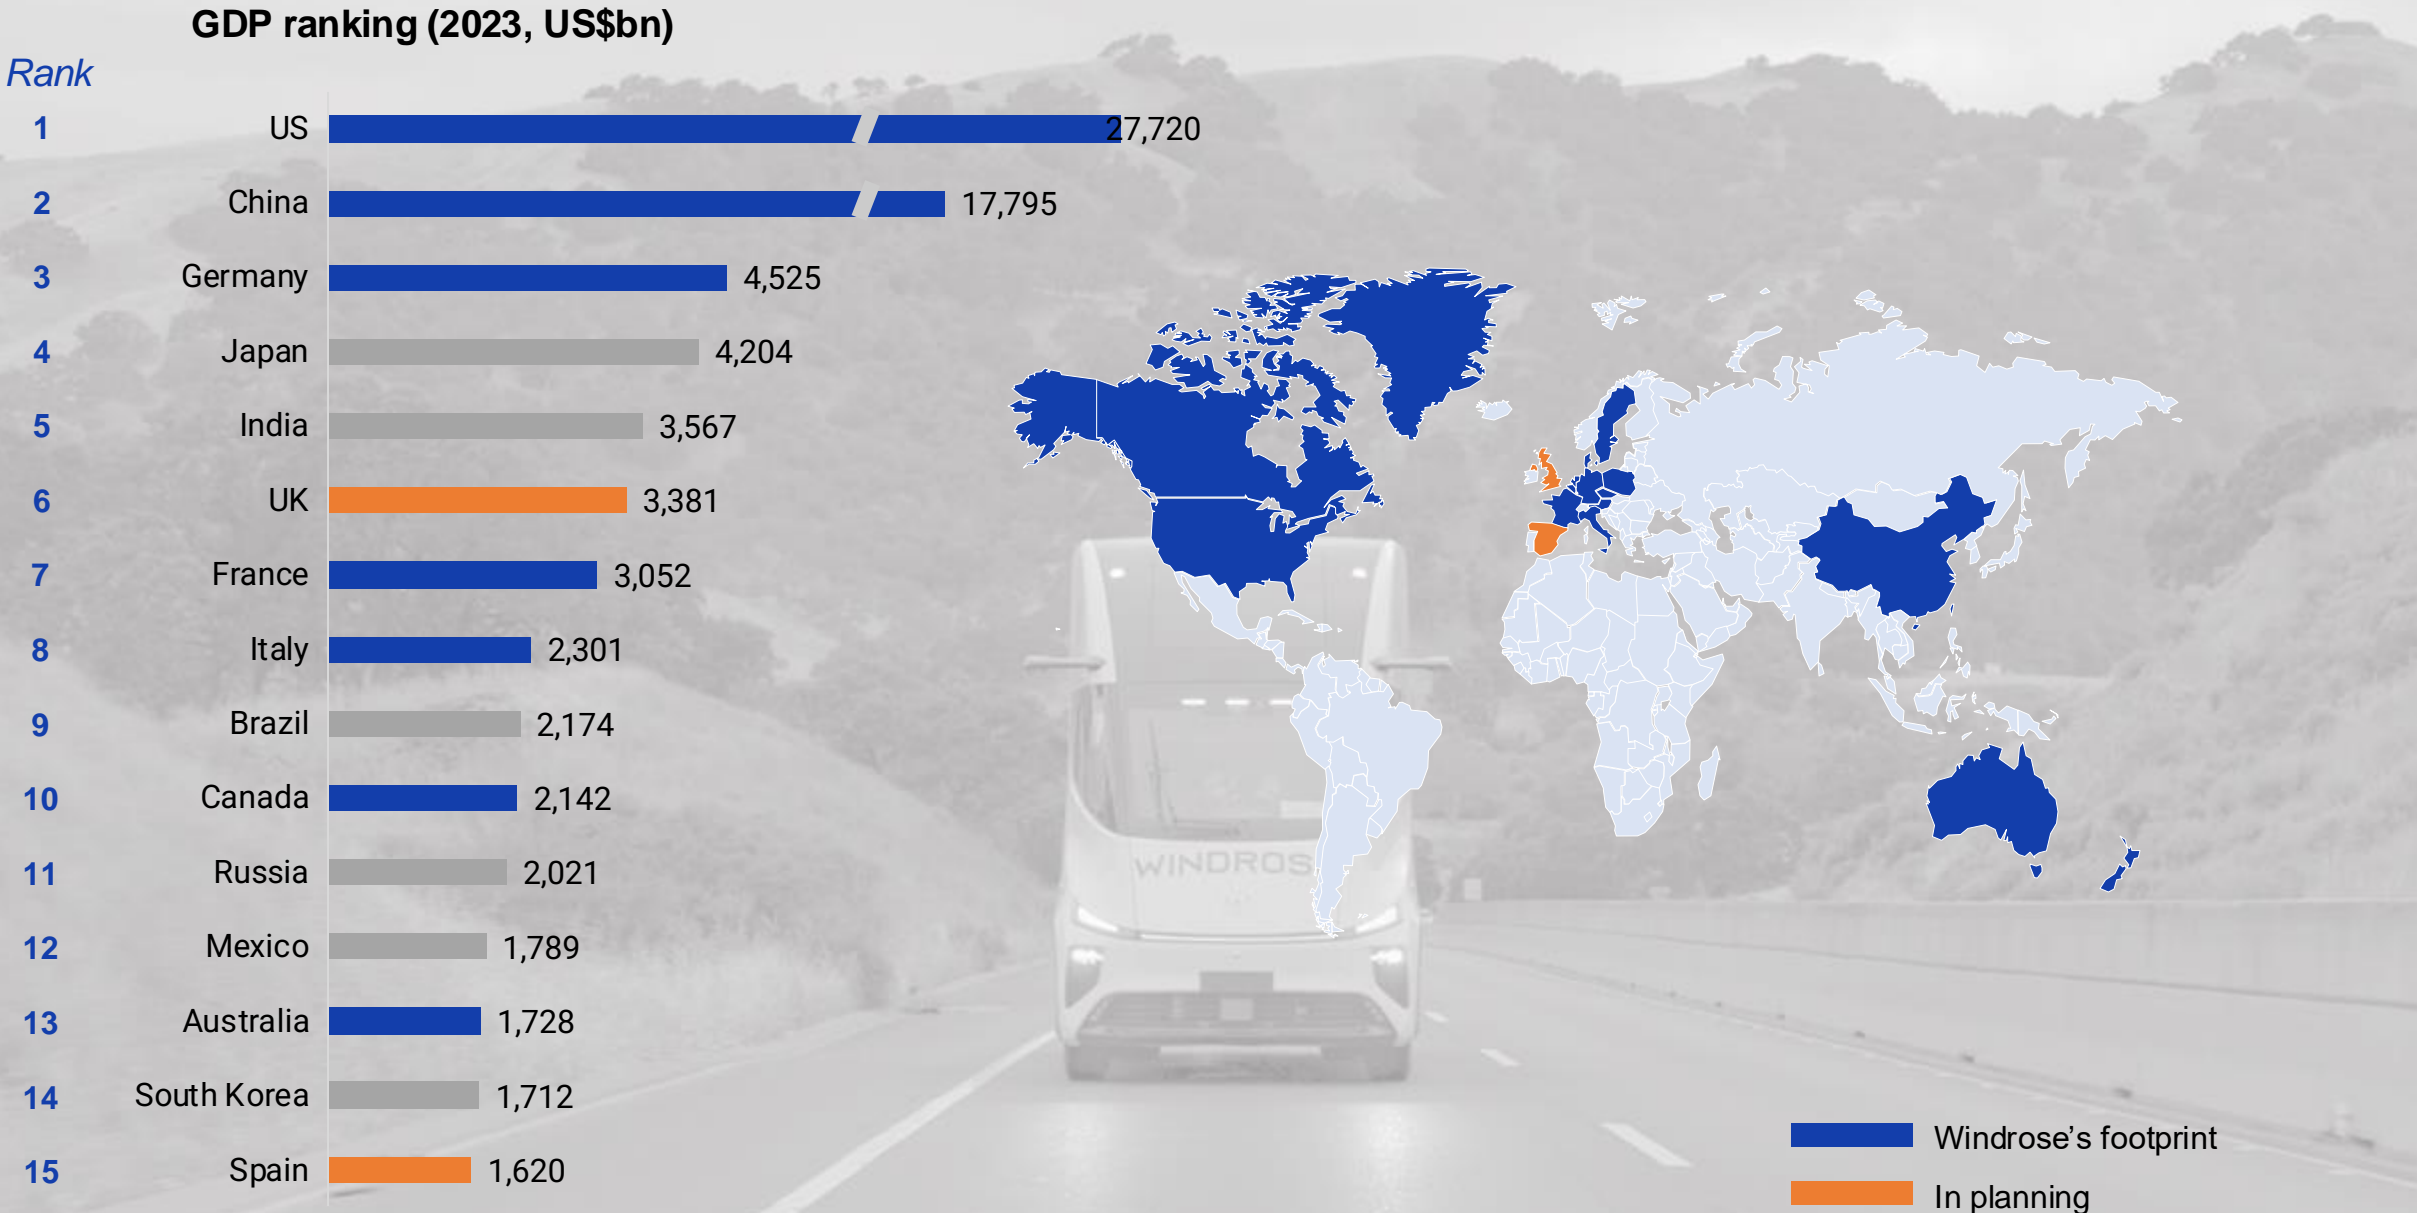 GDP ranking (2023, US$bn)
Rank
1 US 27,720
2 China 17,795
3 Germany 4,525
4 Japan 4,204
5 India 3,567
6 UK 3,381
7 France 3,052
8 Italy 2,301
9 Brazil 2,174
10 Canada 2,142
11 Russia 2,021
12 Mexico 1,789
13 Australia 1,728
14 South Korea 1,712
15 Spain 1,620
WINDROS
Windrose’s footprint
In planning